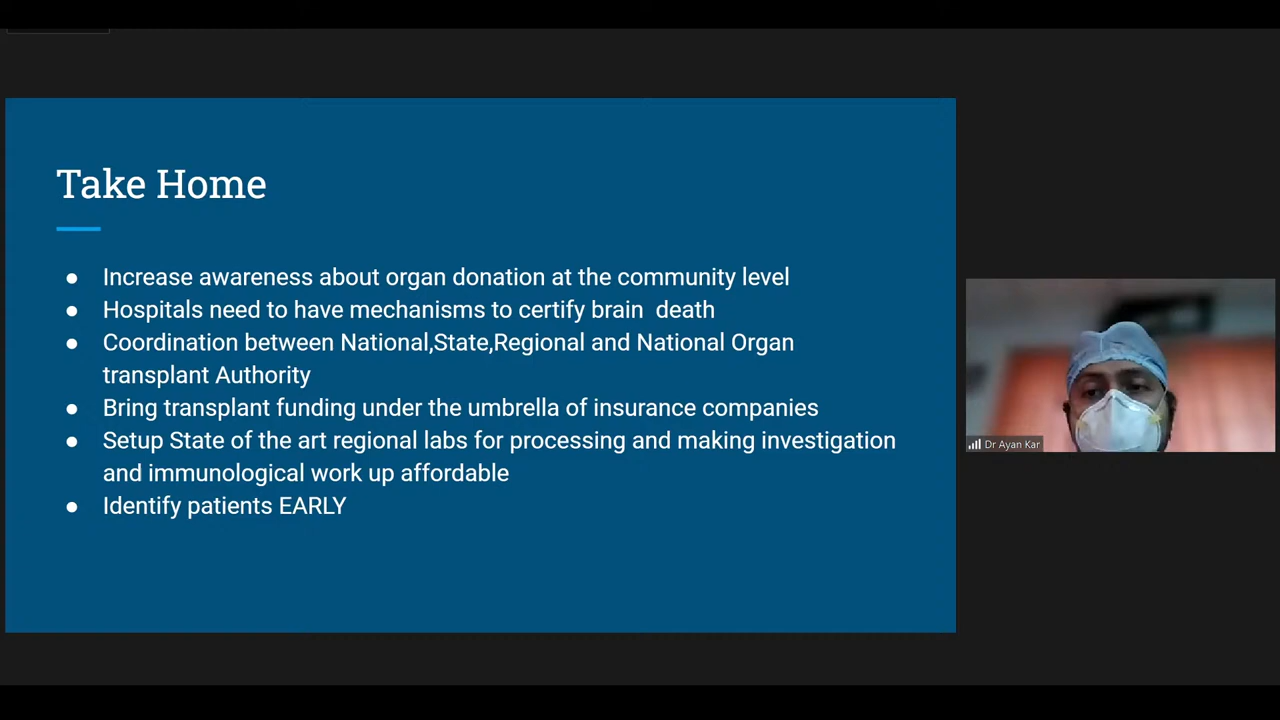 Take Home
Increase awareness about organ donation at the community level
Hospitals need to have mechanisms to certify brain  death
Coordination between National,State,Regional and National Organ
transplant Authority
Bring transplant funding under the umbrella of insurance companies
Setup State of the art regional labs for processing and making investigation
and immunological work up affordable
Identify patients EARLY
Dr Ayan Kar